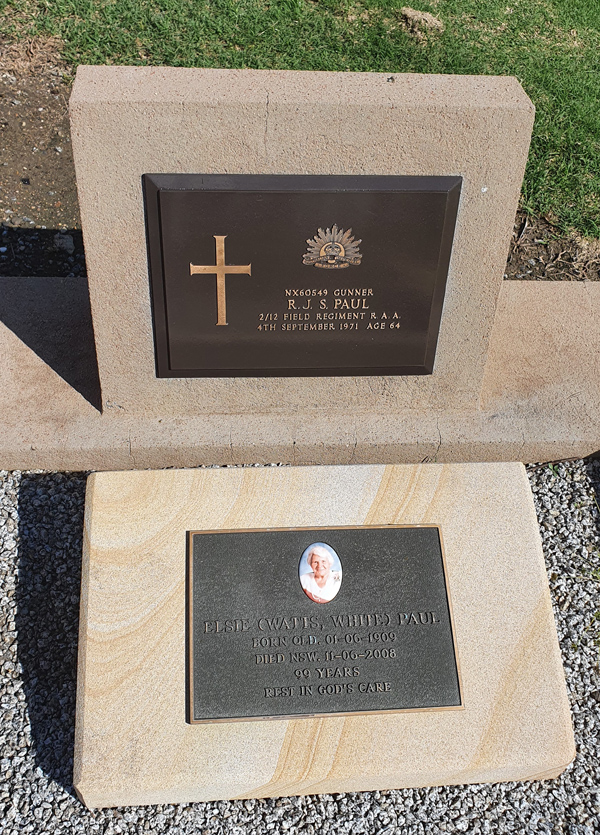 NX60549 GUNNER
R. J. S. PAUL
2/12 FIELD REGIMENT R. A. A.
4TH SEPTEMBER 1971 AGE 64
ELSIE (WATTS, WHITE) PAUL
BORN QLD. 01-06-1909
DIED NSW. 11-06-2008
99 YEARS
REST IN GOD'S CARE